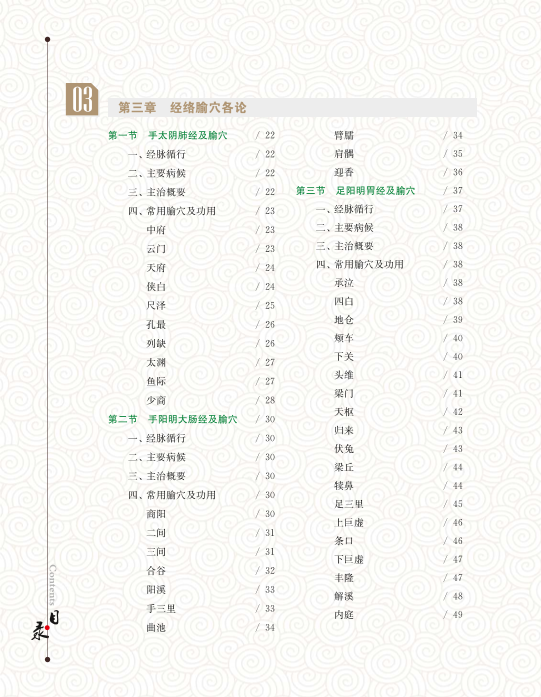 03
第三章 经络腧穴各论
第一节 手太阴肺经及腧穴 / 22
一、经脉循行 / 22
二、主要病候 / 22
三、主治概要 / 22
四、常用腧穴及功用 / 23
中府 / 23
云门 / 23
天府 / 24
侠白 / 24
尺泽 / 25
孔最 / 26
列缺 / 26
太渊 / 27
鱼际 / 27
少商 / 28
第二节 手阳明大肠经及腧穴 / 30
一、经脉循行 / 30
二、主要病候 / 30
三、主治概要 / 30
四、常用腧穴及功用 / 30
商阳 / 30
二间 / 31
三间 / 31
合谷 / 32
阳溪 / 33
手三里 / 33
曲池 / 34
臂臑 / 34
肩髃 / 35
迎香 / 36
第三节 足阳明胃经及腧穴 / 37
一、经脉循行 / 37
二、主要病候 / 38
三、主治概要 / 38
四、常用腧穴及功用 / 38
承泣 / 38
四白 / 38
地仓 / 39
颊车 / 40
下关 / 40
头维 / 41
梁门 / 41
天枢 / 42
归来 / 43
伏兔 / 43
梁丘 / 44
犊鼻 / 44
足三里 / 45
上巨虚 / 46
条口 / 46
下巨虚 / 47
丰隆 / 47
解溪 / 48
内庭 / 49
Contents
目录